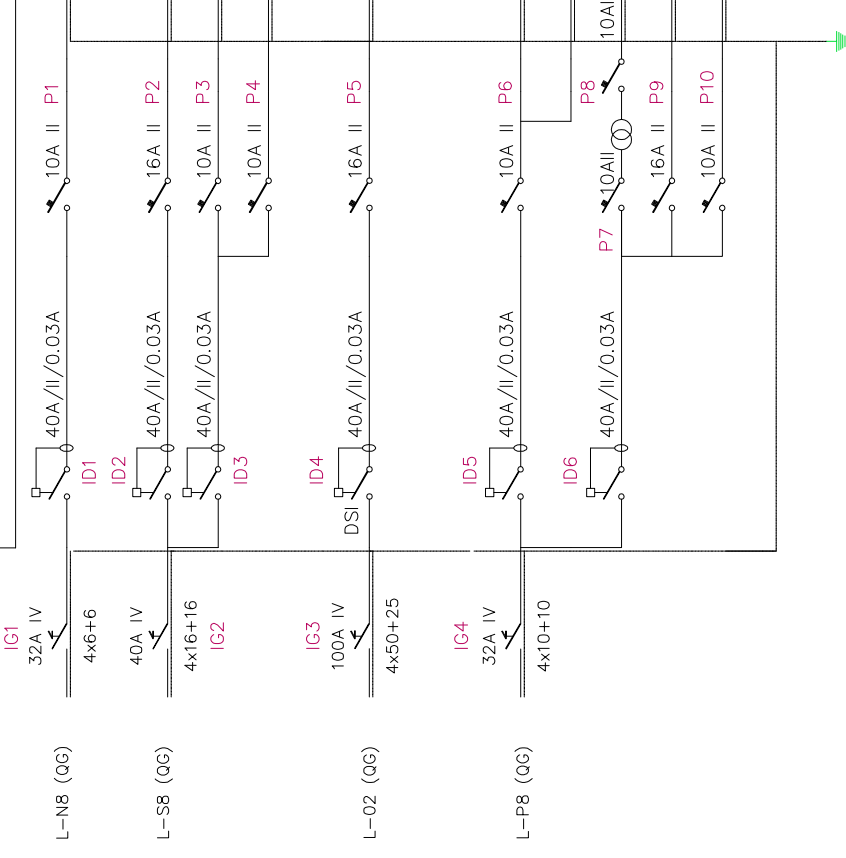 10AI
P1
P2
P3
P4
P5
P6
P8
P9
P10
10A II
16A II
10A II
10A II
16A II
10A II
10AII
16A II
10A II
P7
40A/II/0.03A
40A/II/0.03A
40A/II/0.03A
40A/II/0.03A
40A/II/0.03A
40A/II/0.03A
ID1
ID2
ID3
ID4
ID5
ID6
DSI
IG1
32A IV
4x6+6
40A IV
4x16+16
IG2
IG3
100A IV
4x50+25
IG4
32A IV
4x10+10
L-N8 (QG)
L-S8 (QG)
L-02 (QG)
L-P8 (QG)